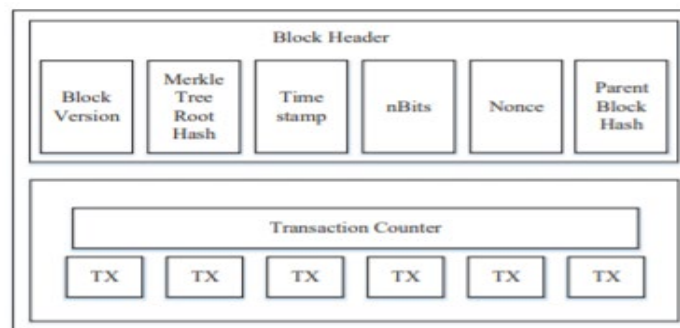 Block Header
Block
Version
Merkle
Tree
Root
Hash
Time
stamp
nBits
Nonce
Parent
Block
Hash
Transaction Counter
TX
TX
TX
TX
TX
TX